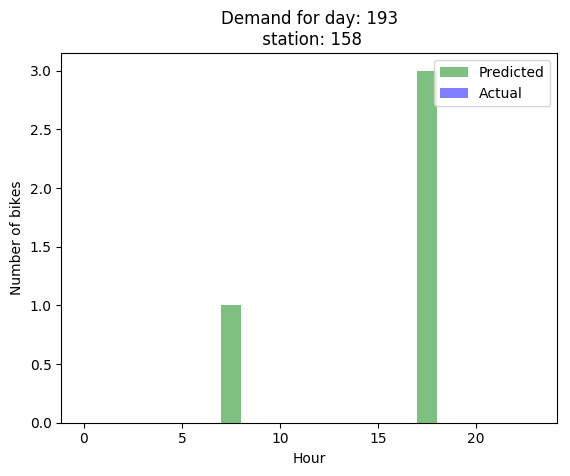 Demand for day: 193
station: 158
Predicted
Actual
Number of bikes
3.0
2.5
2.0
1.5
1.0
0.5
0.0
0 5 10 15 20
Hour